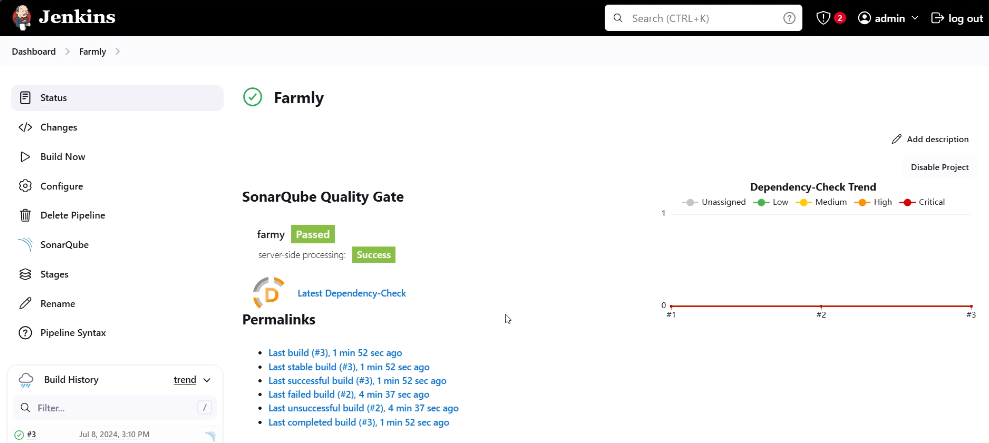 Jenkins
Search (CTRL+K)
?
2
admin
log out
Dashboard
Farmly
Status
Changes
Build Now
Configure
Delete Pipeline
SonarQube
Stages
Rename
? Pipeline Syntax
Build History
trend
Filter...
/
#3
Jul 8, 2024, 3:10 PM
Farmly
Add description
Disable Project
SonarQube Quality Gate
farmy Passed
server-side processing: Success
D Latest Dependency-Check
Permalinks
• Last build (#3), 1 min 52 sec ago
• Last stable build (#3), 1 min 52 sec ago
• Last successful build (#3), 1 min 52 sec ago
• Last failed build (#2), 4 min 37 sec ago
• Last unsuccessful build (#2), 4 min 37 sec ago
• Last completed build (#3), 1 min 52 sec ago
Dependency-Check Trend
Unassigned Low Medium High Critical
1
0
#1 #2 #3